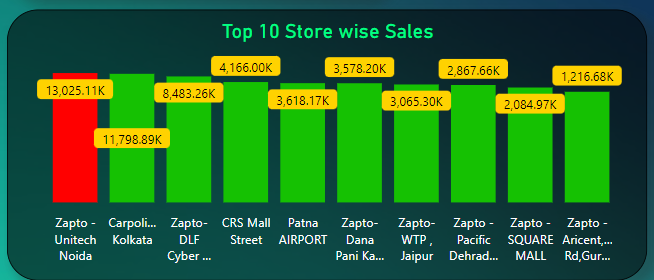 Top 10 Store wise Sales
4,166.00K
3,578.20K
2,867.66K
1,216.68K
13,025.11K
8,483.26K
3,618.17K
3,065.30K
2,084.97K
11,798.89K
Zapto - Unitech Noida
Carpoli... Kolkata
Zapto- DLF Cyber ...
CRS Mall Street
Patna AIRPORT
Zapto- Dana Pani Ka...
Zapto- WTP , Jaipur
Zapto - Pacific Dehrad...
Zapto - SQUARE MALL
Zapto - Aricent,... Rd,Gur...